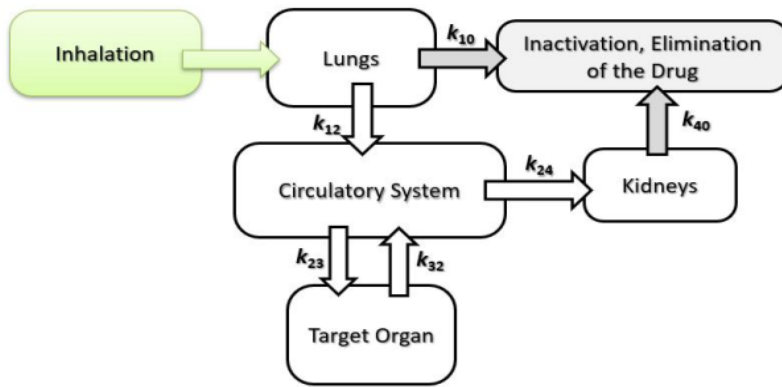 Inhalation
Lungs
k10
Inactivation, Elimination
of the Drug
k12
k40
Circulatory System
k24
Kidneys
k23
k32
Target Organ